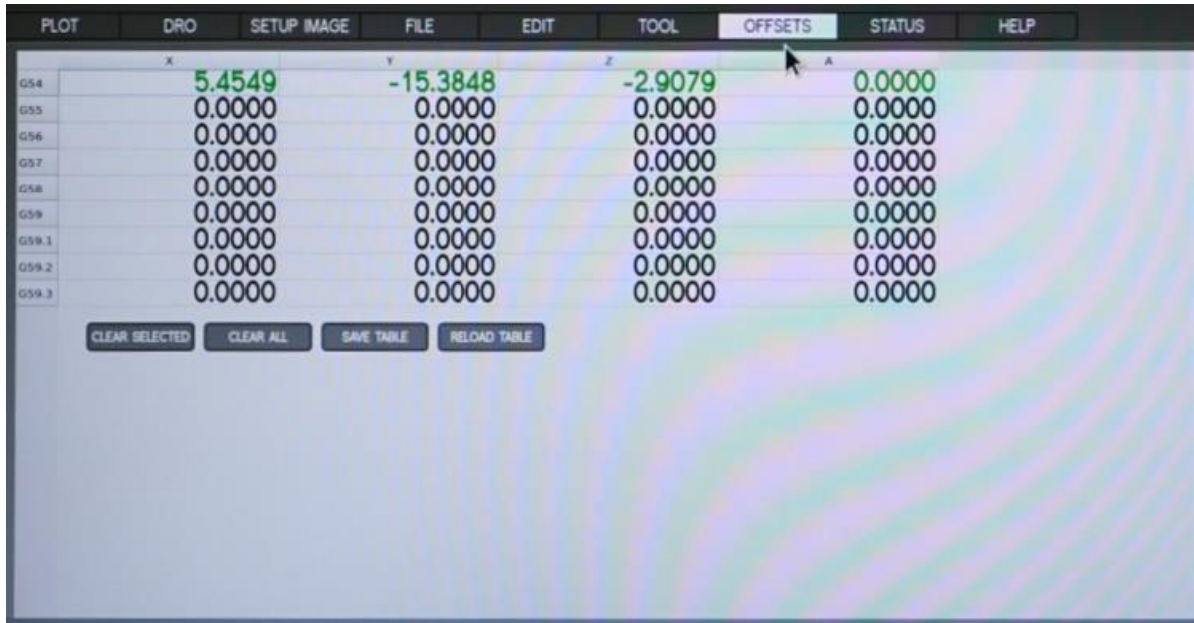 PLOT DRO SETUP IMAGE FILE EDIT TOOL OFFSETS STATUS HELP
X Y Z A
G54 5.4549 -15.3848 -2.9079 0.0000
G55 0.0000 0.0000 0.0000 0.0000
G56 0.0000 0.0000 0.0000 0.0000
G57 0.0000 0.0000 0.0000 0.0000
G58 0.0000 0.0000 0.0000 0.0000
G59 0.0000 0.0000 0.0000 0.0000
G59.1 0.0000 0.0000 0.0000 0.0000
G59.2 0.0000 0.0000 0.0000 0.0000
G59.3 0.0000 0.0000 0.0000 0.0000
CLEAR SELECTED CLEAR ALL SAVE TABLE RELOAD TABLE